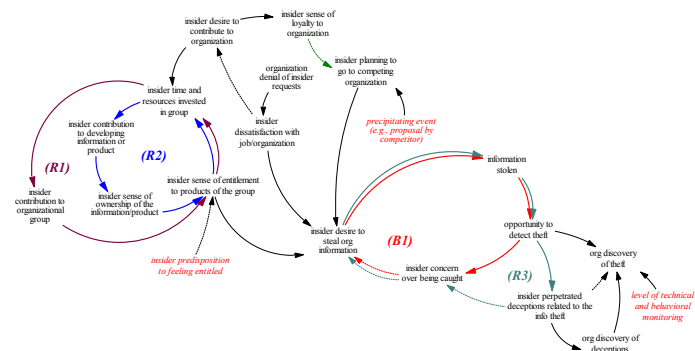 insider desire to
contribute to
organization
insider sense of
loyalty to
organization
insider planning to
go to competing
organization
organization
denial of insider
requests
insider time and
resources invested
in group
precipitating event
(e.g., proposal by
competitor)
insider contribution
to developing
information or
product
insider
dissatisfaction with
job/organization
(R1)
(R2)
information
stolen
insider sense of entitlement
to products of the group
insider
contribution to
organizational
group
insider sense of
ownership of the
information/product
opportunity to
detect theft
insider desire to
steal org
information
(B1)
org discovery
of theft
insider predisposition
to feeling entitled
insider concern
over being caught
(R3)
insider perpetrated
deceptions related to the
info theft
level of technical
and behavioral
monitoring
org discovery of
deceptions